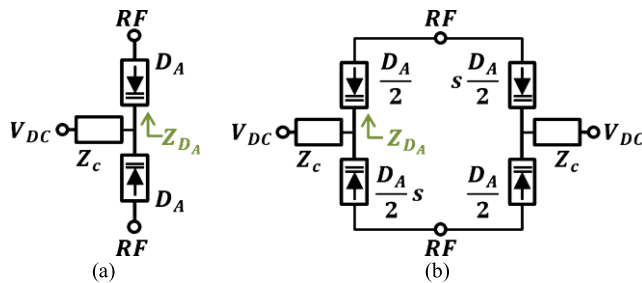 RF
D_A
V_DC
Z_c
Z_{D_A}
D_A
RF
(a)
RF
D_A/2
s D_A/2
V_DC
Z_c
Z_{D_A}
Z_c
V_DC
D_A/2 s
D_A/2
RF
(b)